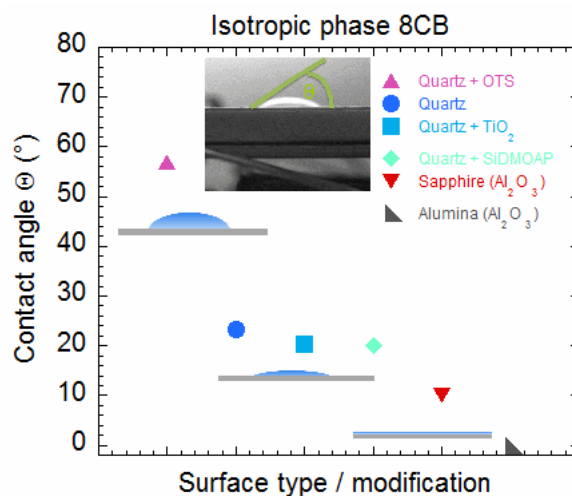 Isotropic phase 8CB
Contact angle Θ (°)
80
70
60
50
40
30
20
10
0
θ
Quartz + OTS
Quartz
Quartz + TiO₂
Quartz + SiDMOAP
Sapphire (Al₂O₃)
Alumina (Al₂O₃)
Surface type / modification